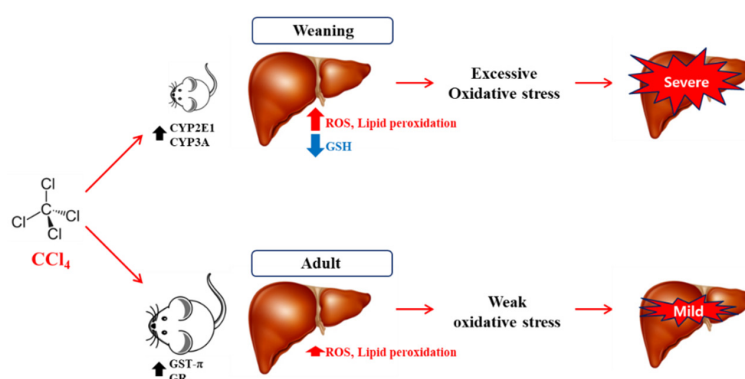 Weaning
CYP2E1
CYP3A
ROS, Lipid peroxidation
GSH
Excessive
Oxidative stress
Severe
Cl
Cl
C
Cl
Cl
CCl₄
Adult
GST-π
GR
ROS, Lipid peroxidation
Weak
oxidative stress
Mild